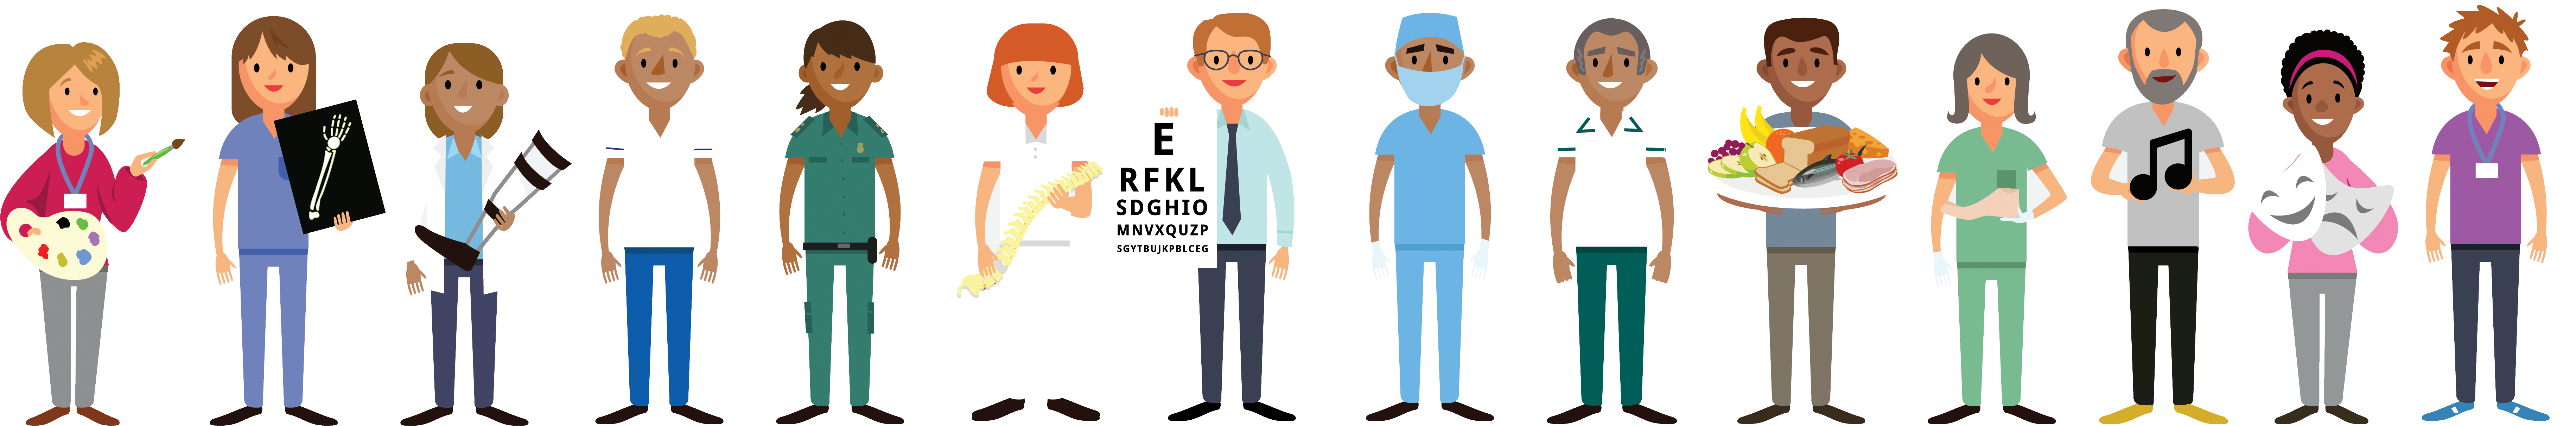 E
RFKL
SDGHIO
MNVXQUZP
SGYTBUJKPBLCEG